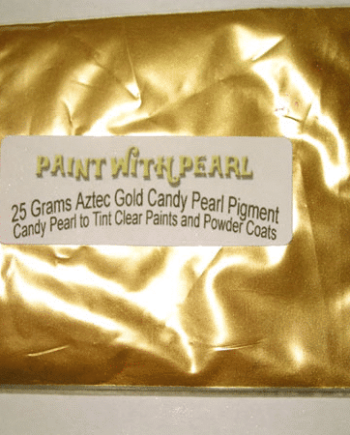 PAINT WITH PEARL
25 Grams Aztec Gold Candy Pearl Pigment
Candy Pearl to Tint Clear Paints and Powder Coats